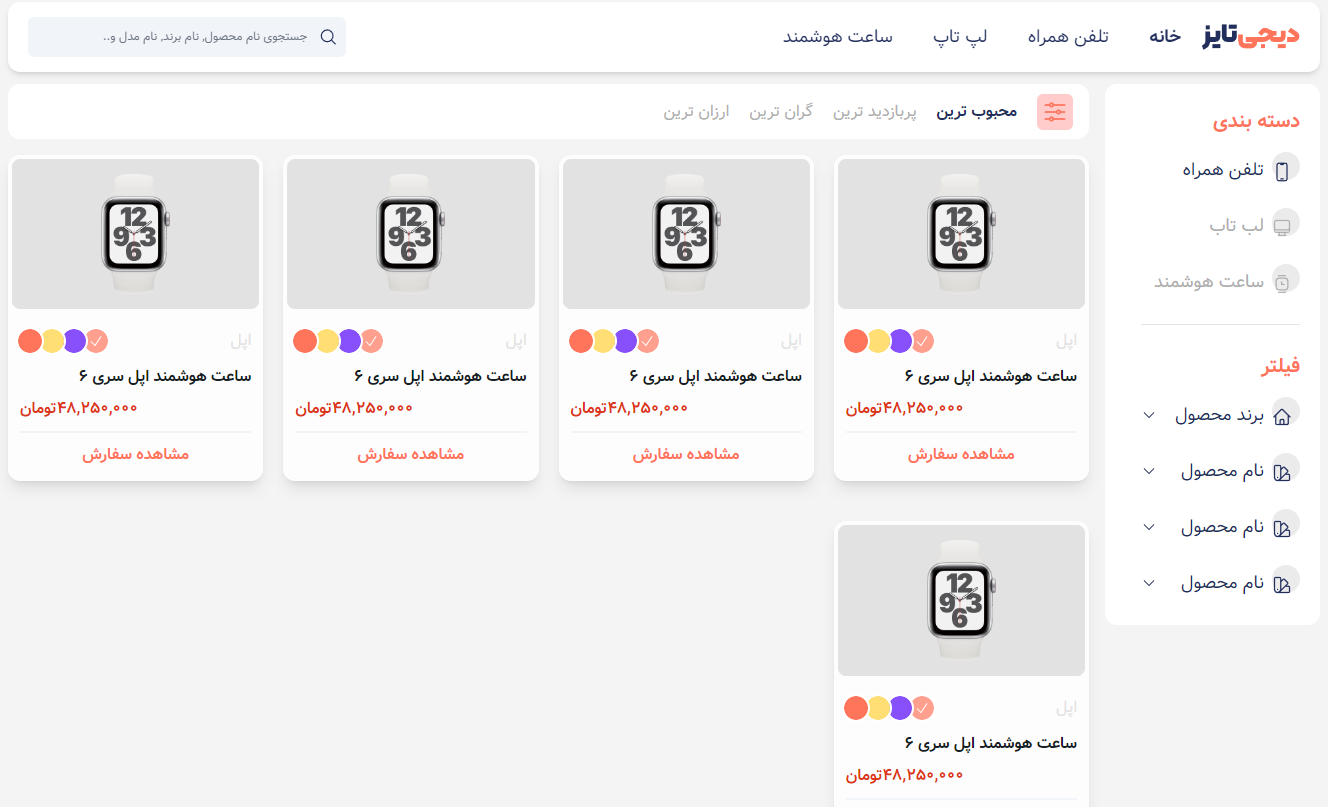 دیجی‌تایز
خانه
تلفن همراه
لپ تاپ
ساعت هوشمند
جستجوی نام محصول, نام برند, نام مدل و..
دسته بندی
تلفن همراه
لپ تاپ
ساعت هوشمند
فیلتر
برند محصول
نام محصول
نام محصول
نام محصول
محبوب ترین
پربازدید ترین
گران ترین
ارزان ترین
12
9 3
6
اپل
ساعت هوشمند اپل سری ۶
۴۸,۲۵۰,۰۰۰تومان
مشاهده سفارش
12
9 3
6
اپل
ساعت هوشمند اپل سری ۶
۴۸,۲۵۰,۰۰۰تومان
مشاهده سفارش
12
9 3
6
اپل
ساعت هوشمند اپل سری ۶
۴۸,۲۵۰,۰۰۰تومان
مشاهده سفارش
12
9 3
6
اپل
ساعت هوشمند اپل سری ۶
۴۸,۲۵۰,۰۰۰تومان
مشاهده سفارش
12
9 3
6
اپل
ساعت هوشمند اپل سری ۶
۴۸,۲۵۰,۰۰۰تومان